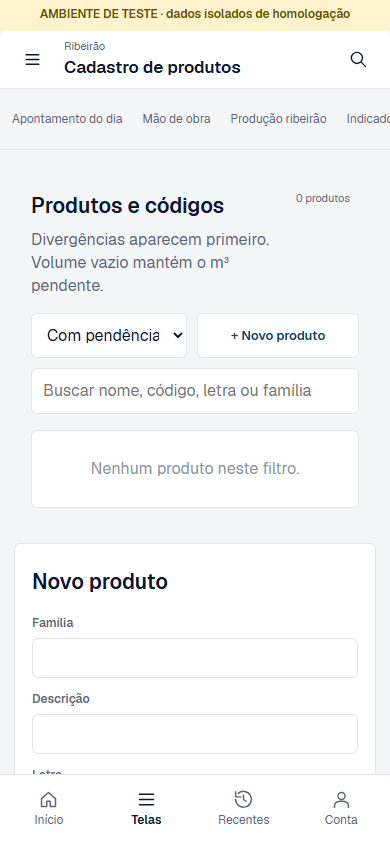 AMBIENTE DE TESTE · dados isolados de homologação
Ribeirão
Cadastro de produtos
Apontamento do dia Mão de obra Produção ribeirão Indicado
Produtos e códigos
0 produtos
Divergências aparecem primeiro.
Volume vazio mantém o m³
pendente.
Com pendência
+ Novo produto
Buscar nome, código, letra ou família
Nenhum produto neste filtro.
Novo produto
Família
Descrição
Letra
Início Telas Recentes Conta